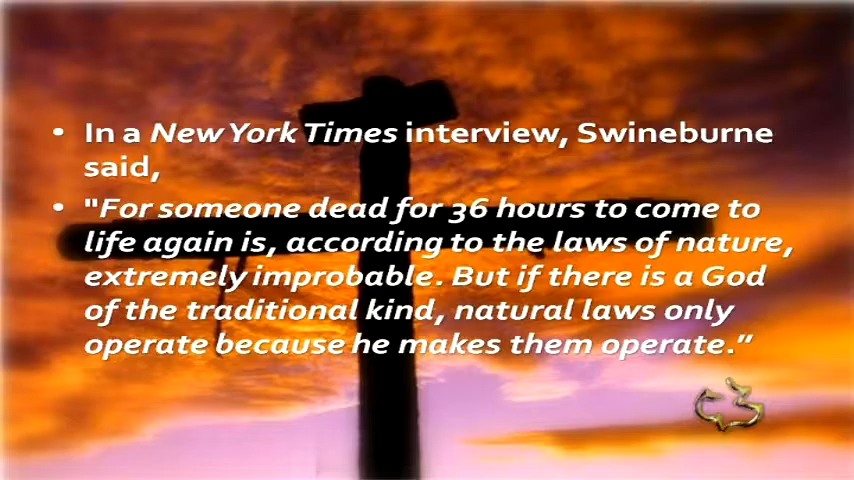 • In a New York Times interview, Swineburne
said,
• "For someone dead for 36 hours to come to
life again is, according to the laws of nature,
extremely improbable. But if there is a God
of the traditional kind, natural laws only
operate because he makes them operate.”